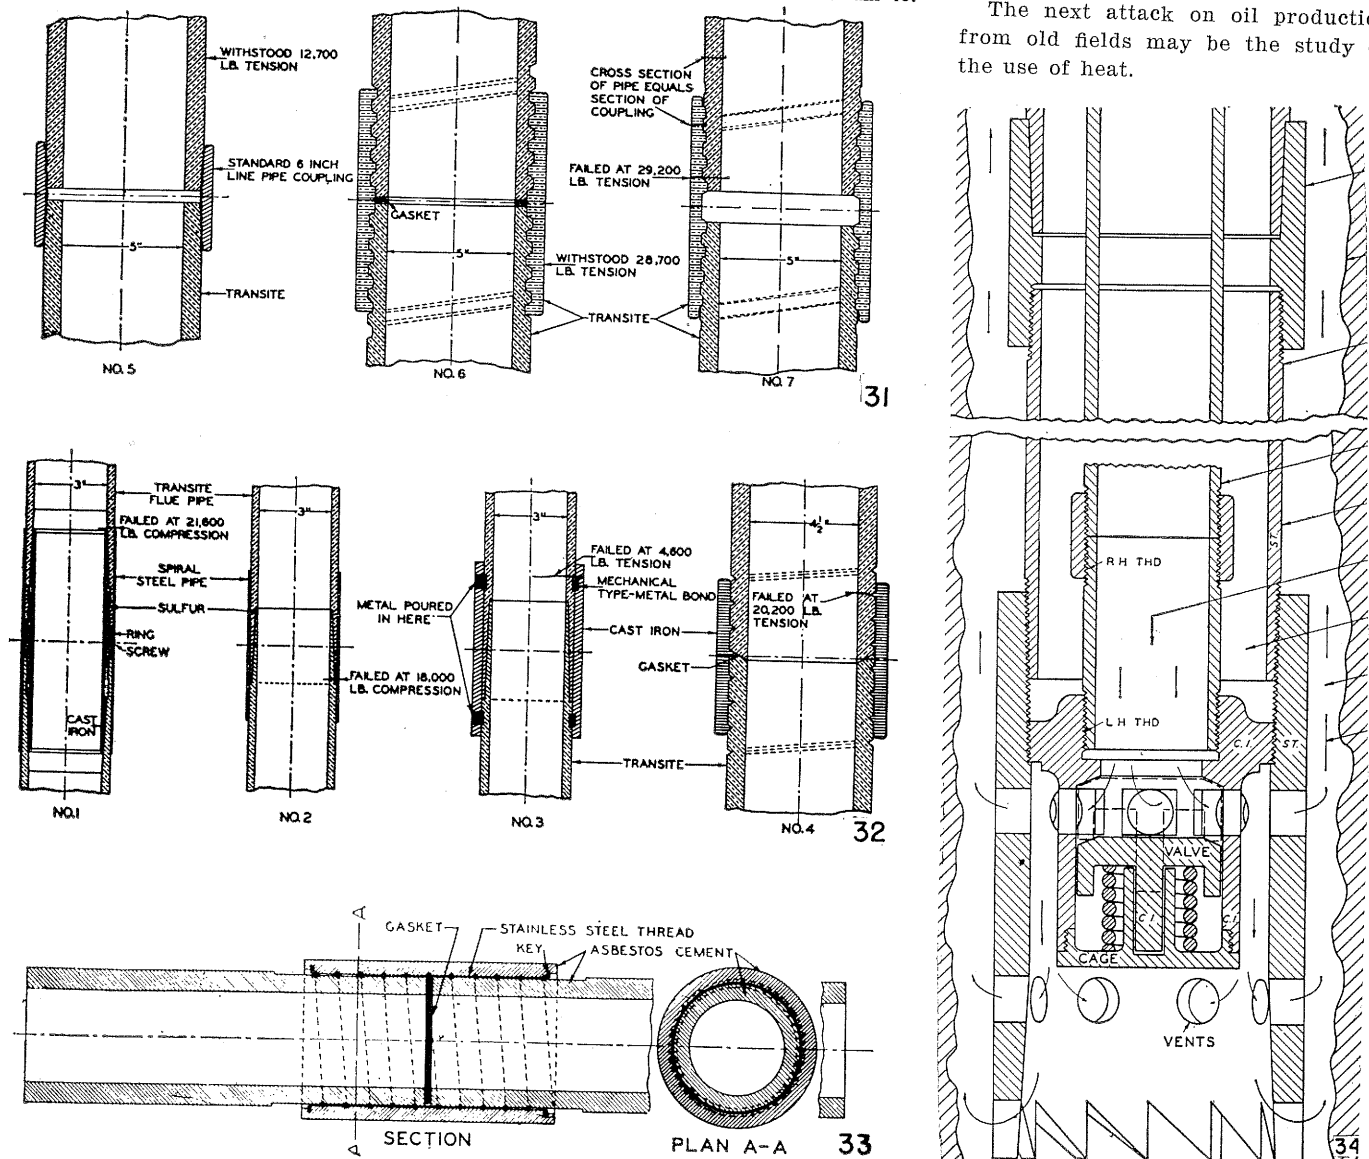 The next attack on oil
from old fields may be the study
the use of heat.
WITHSTOOD 12,700
LB. TENSION
STANDARD 6 INCH
LINE PIPE COUPLING
5"
TRANSITE
NO. 5
GASKET
5"
WITHSTOOD 28,700
LB. TENSION
TRANSITE
NO. 6
CROSS SECTION
OF PIPE EQUALS
SECTION OF
COUPLING
FAILED AT 29,200
LB. TENSION
5"
NO. 7
31
3"
TRANSITE
FLUE PIPE
FAILED AT 21,600
LB. COMPRESSION
SPIRAL
STEEL PIPE
SULFUR
RING
SCREW
CAST
IRON
NO.1
3"
FAILED AT 18,000
LB. COMPRESSION
NO.2
3"
FAILED AT 4,600
LB. TENSION
MECHANICAL
TYPE-METAL BOND
METAL POURED
IN HERE
CAST IRON
GASKET
TRANSITE
NO.3
4½"
FAILED AT
20,200 LB.
TENSION
NO.4
32
A
GASKET
STAINLESS STEEL THREAD
KEY
ASBESTOS CEMENT
A
SECTION
PLAN A-A
33
ST.
R H THD
L H THD
C.I.
ST.
VALVE
C.I.
C.I.
CAGE
VENTS
34